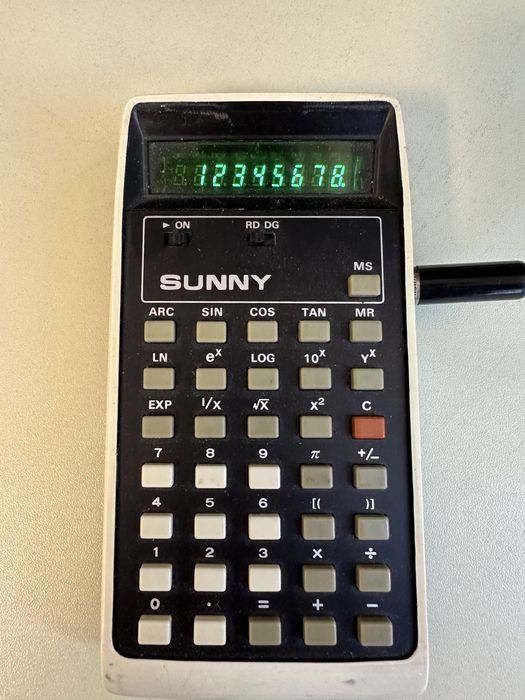 12345678.
► ON RD DG
MS
SUNNY
ARC SIN COS TAN MR
LN eˣ LOG 10ˣ Yˣ
EXP 1/X √X X² C
7 8 9 π +/−
4 5 6 [( )]
1 2 3 × ÷
0 · = + −